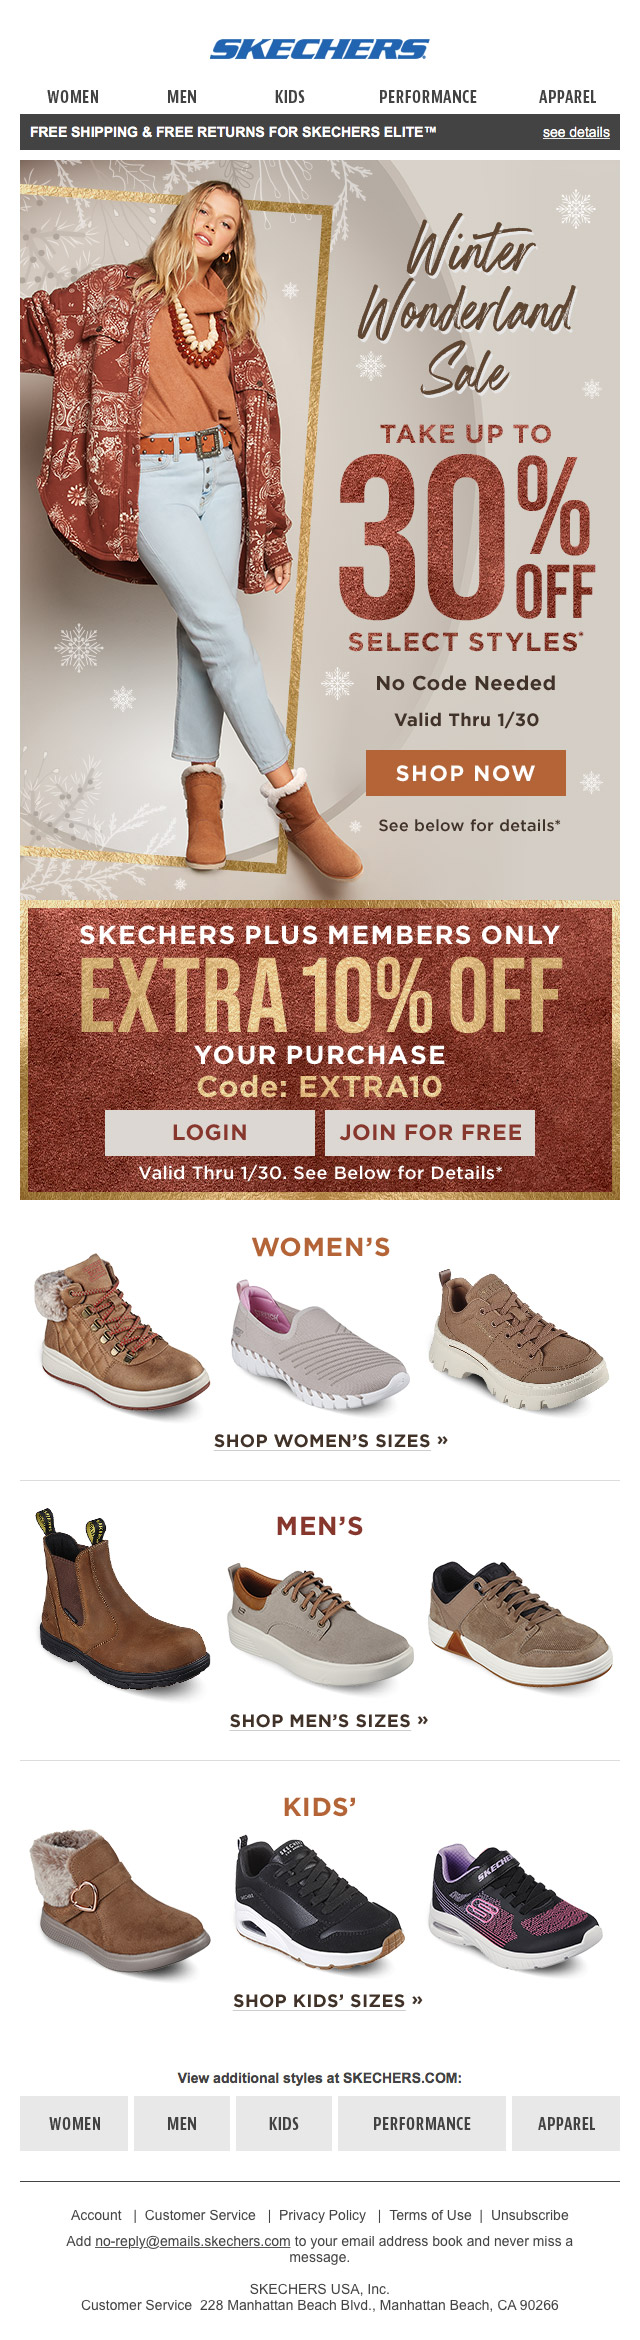 SKECHERS
WOMEN MEN KIDS PERFORMANCE APPAREL
FREE SHIPPING & FREE RETURNS FOR SKECHERS ELITE™ see details
Winter
Wonderland
Sale
TAKE UP TO
30% OFF
SELECT STYLES*
No Code Needed
Valid Thru 1/30
SHOP NOW
See below for details*
SKECHERS PLUS MEMBERS ONLY
EXTRA 10% OFF
YOUR PURCHASE
Code: EXTRA10
LOGIN JOIN FOR FREE
Valid Thru 1/30. See Below for Details*
WOMEN'S
SHOP WOMEN'S SIZES »
MEN'S
SHOP MEN'S SIZES »
KIDS'
SKECHERS
SKECHERS
SHOP KIDS' SIZES »
View additional styles at SKECHERS.COM:
WOMEN MEN KIDS PERFORMANCE APPAREL
Account | Customer Service | Privacy Policy | Terms of Use | Unsubscribe
Add no-reply@emails.skechers.com to your email address book and never miss a
message.
SKECHERS USA, Inc.
Customer Service 228 Manhattan Beach Blvd., Manhattan Beach, CA 90266